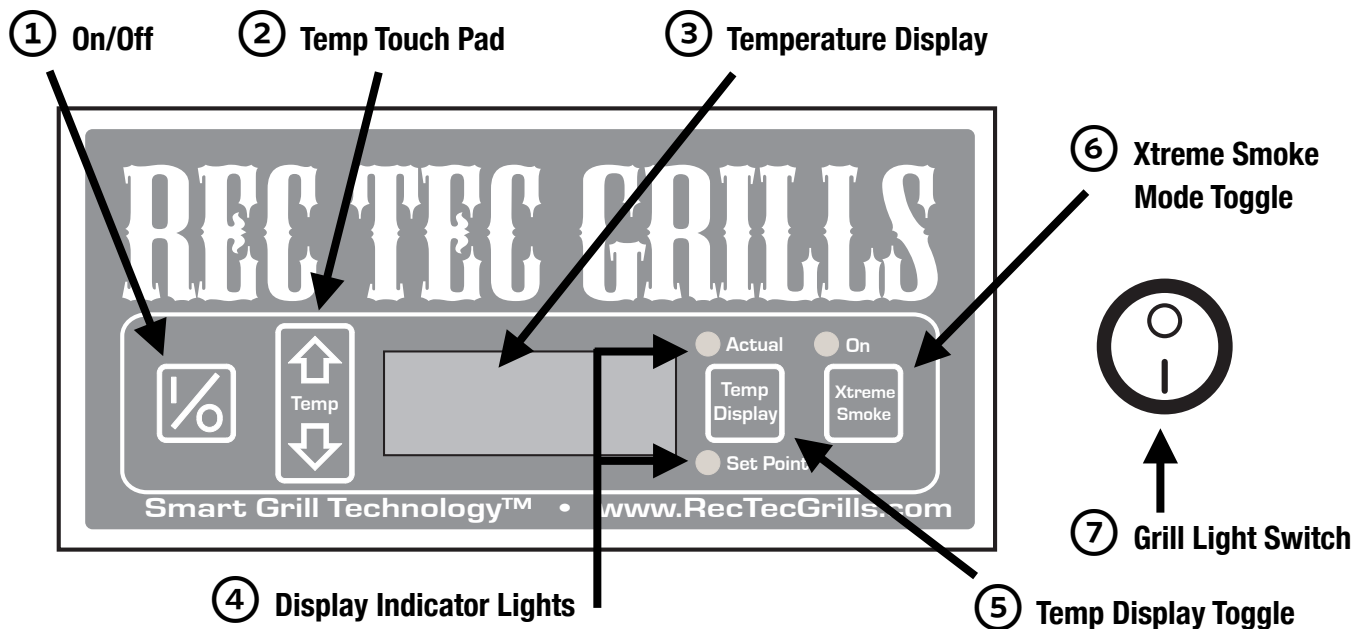 ① On/Off
② Temp Touch Pad
③ Temperature Display
⑥ Xtreme Smoke
Mode Toggle
REC TEC GRILLS
I/O
Temp
Actual
On
Temp
Display
Xtreme
Smoke
Set Point
Smart Grill Technology™ • www.RecTecGrills.com
⑦ Grill Light Switch
④ Display Indicator Lights
⑤ Temp Display Toggle